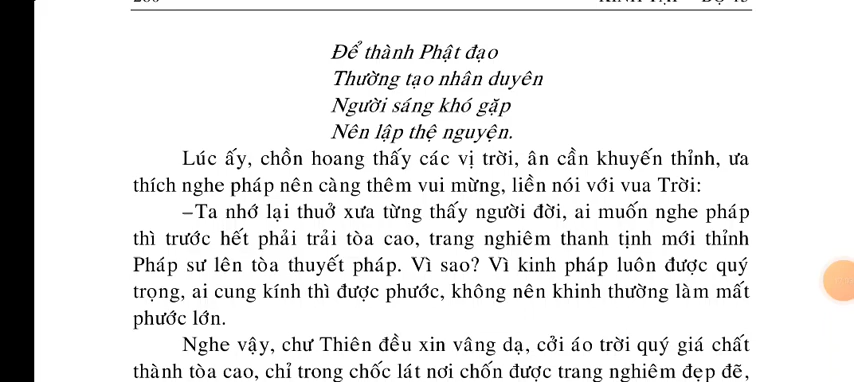 Để thành Phật đạo
Thường tạo nhân duyên
Người sáng khó gặp
Nên lập thệ nguyện.
Lúc ấy, chồn hoang thấy các vị trời, ân cần khuyến thỉnh, ưa
thích nghe pháp nên càng thêm vui mừng, liền nói với vua Trời:
–Ta nhớ lại thuở xưa từng thấy người đời, ai muốn nghe pháp
thì trước hết phải trải tòa cao, trang nghiêm thanh tịnh mới thỉnh
Pháp sư lên tòa thuyết pháp. Vì sao? Vì kinh pháp luôn được quý
trọng, ai cung kính thì được phước, không nên khinh thường làm mất
phước lớn.
Nghe vậy, chư Thiên đều xin vâng dạ, cởi áo trời quý giá chất
thành tòa cao, chỉ trong chốc lát nơi chốn được trang nghiêm đẹp đẽ,